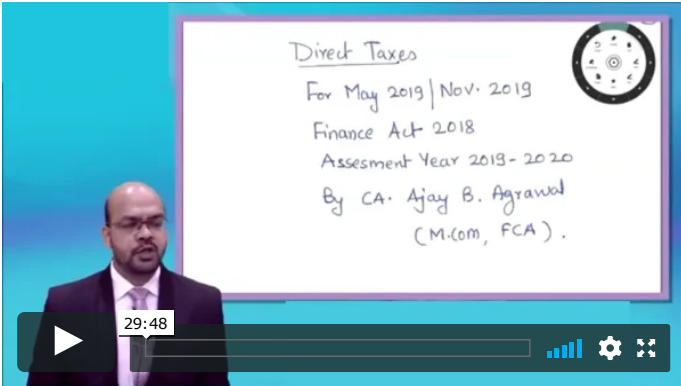 Direct Taxes
For May 2019 | Nov. 2019
Finance Act 2018
Assesment Year 2019-2020
By CA. Ajay B. Agrawal
(M.Com, FCA).
29:48